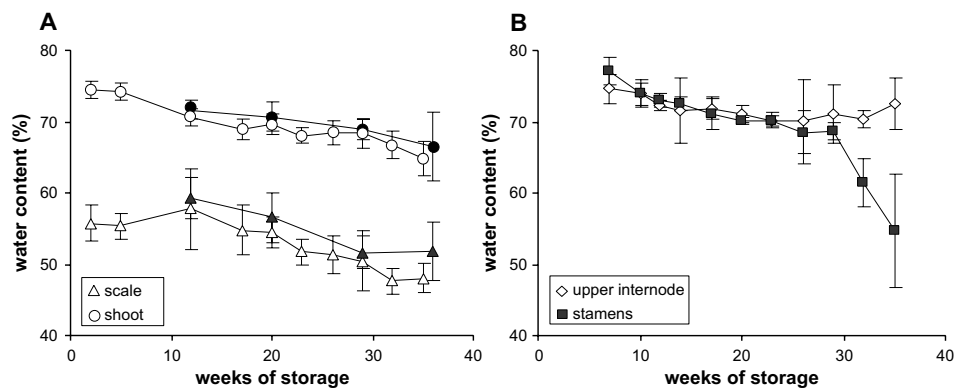 A
80
70
60
50
40
water content (%)
scale
shoot
0
10
20
30
40
weeks of storage
B
80
70
60
50
40
water content (%)
upper internode
stamens
0
10
20
30
40
weeks of storage